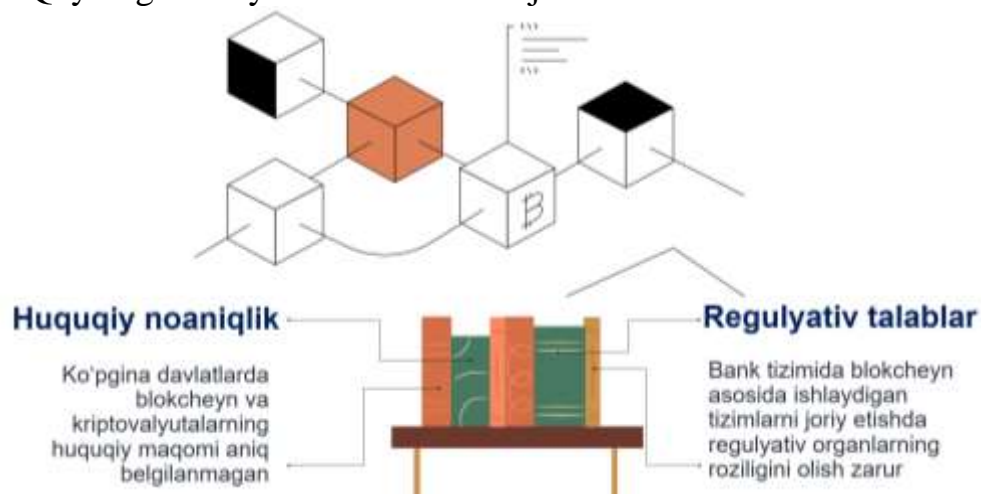 Huquqiy noaniqlik
Ko'pgina davlatlarda
blokcheyn va
kriptovalyutalarning
huquqiy maqomi aniq
belgilanmagan
Regulyativ talablar
Bank tizimida blokcheyn
asosida ishlaydigan
tizimlarni joriy etishda
regulyativ organlarning
roziligini olish zarur